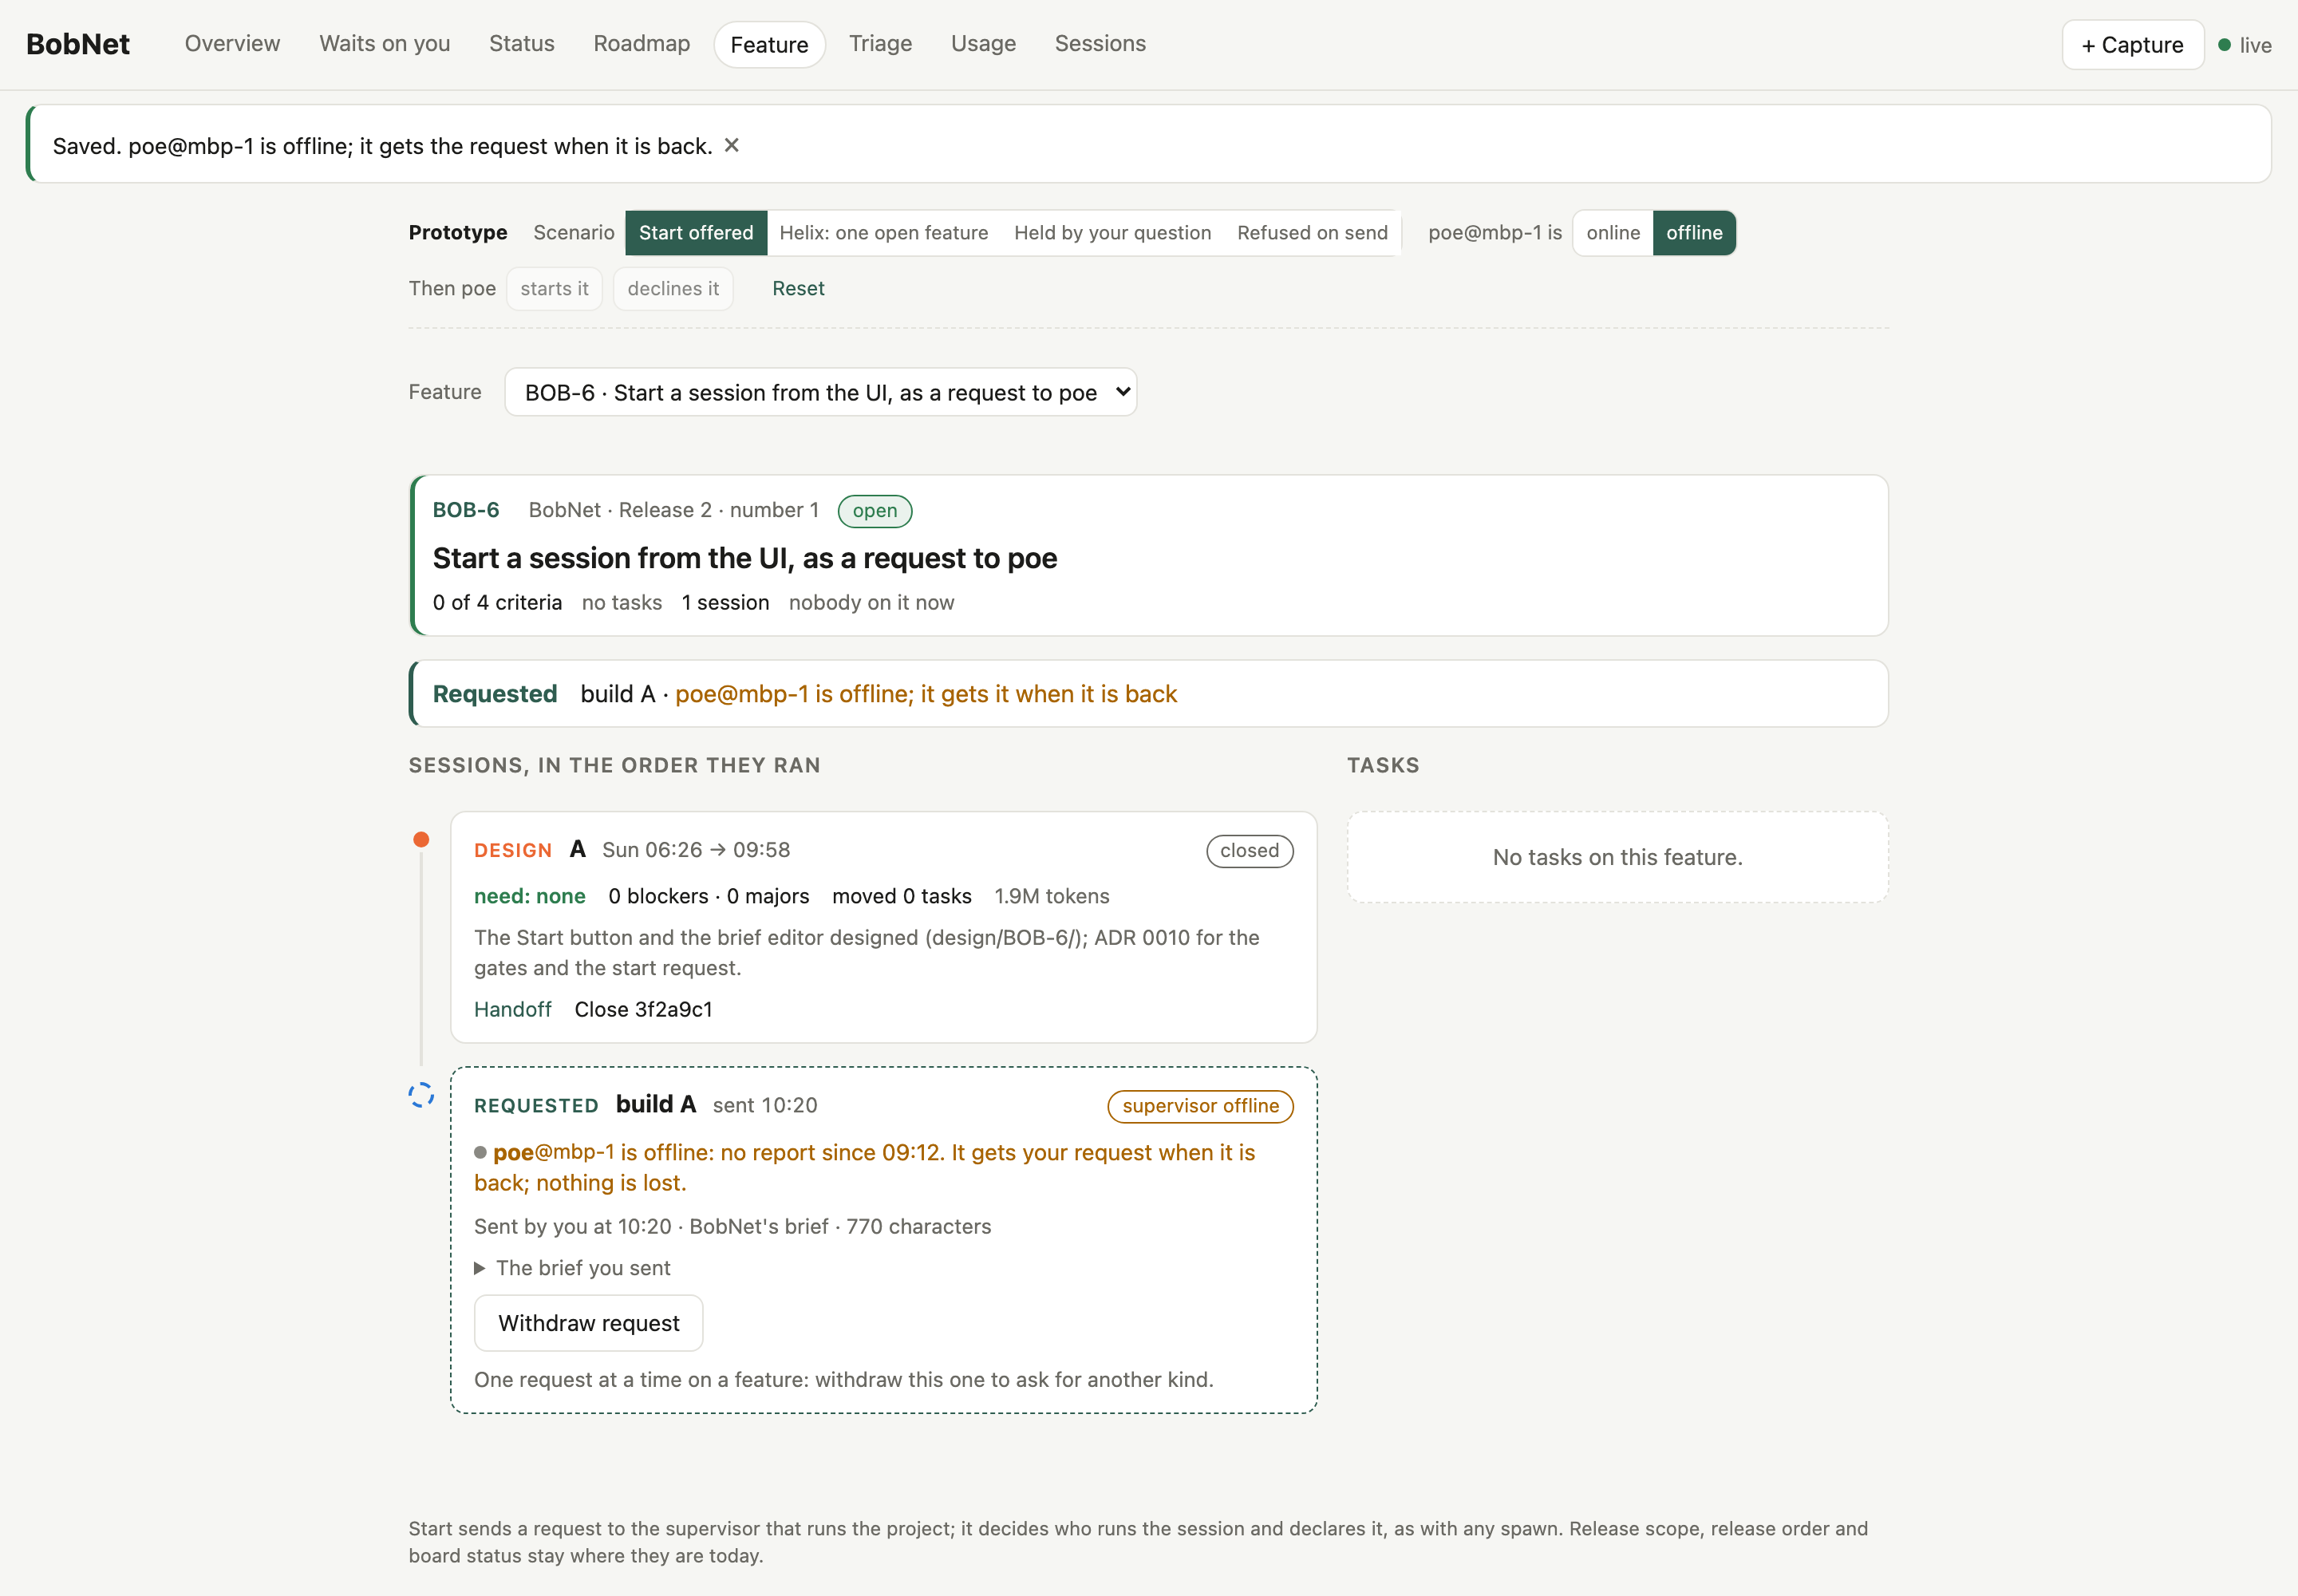 BobNet Overview Waits on you Status Roadmap Feature Triage Usage Sessions + Capture live
Saved. poe@mbp-1 is offline; it gets the request when it is back. ✕
Prototype Scenario Start offered Helix: one open feature Held by your question Refused on send poe@mbp-1 is online offline
Then poe starts it declines it Reset
Feature BOB-6 · Start a session from the UI, as a request to poe
BOB-6 BobNet · Release 2 · number 1 open
Start a session from the UI, as a request to poe
0 of 4 criteria no tasks 1 session nobody on it now
Requested build A · poe@mbp-1 is offline; it gets it when it is back
SESSIONS, IN THE ORDER THEY RAN
DESIGN A Sun 06:26 → 09:58 closed
need: none 0 blockers · 0 majors moved 0 tasks 1.9M tokens
The Start button and the brief editor designed (design/BOB-6/); ADR 0010 for the
gates and the start request.
Handoff Close 3f2a9c1
REQUESTED build A sent 10:20 supervisor offline
poe@mbp-1 is offline: no report since 09:12. It gets your request when it is
back; nothing is lost.
Sent by you at 10:20 · BobNet's brief · 770 characters
▶ The brief you sent
Withdraw request
One request at a time on a feature: withdraw this one to ask for another kind.
TASKS
No tasks on this feature.
Start sends a request to the supervisor that runs the project; it decides who runs the session and declares it, as with any spawn. Release scope, release order and
board status stay where they are today.